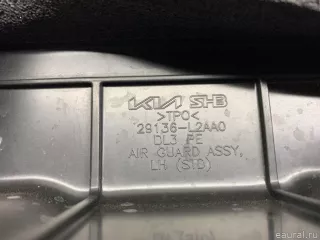 KIA SHB
>TPO<
29136-L2AA0
DL3 PE
AIR GUARD ASSY,
LH (STD)
eaural.ru